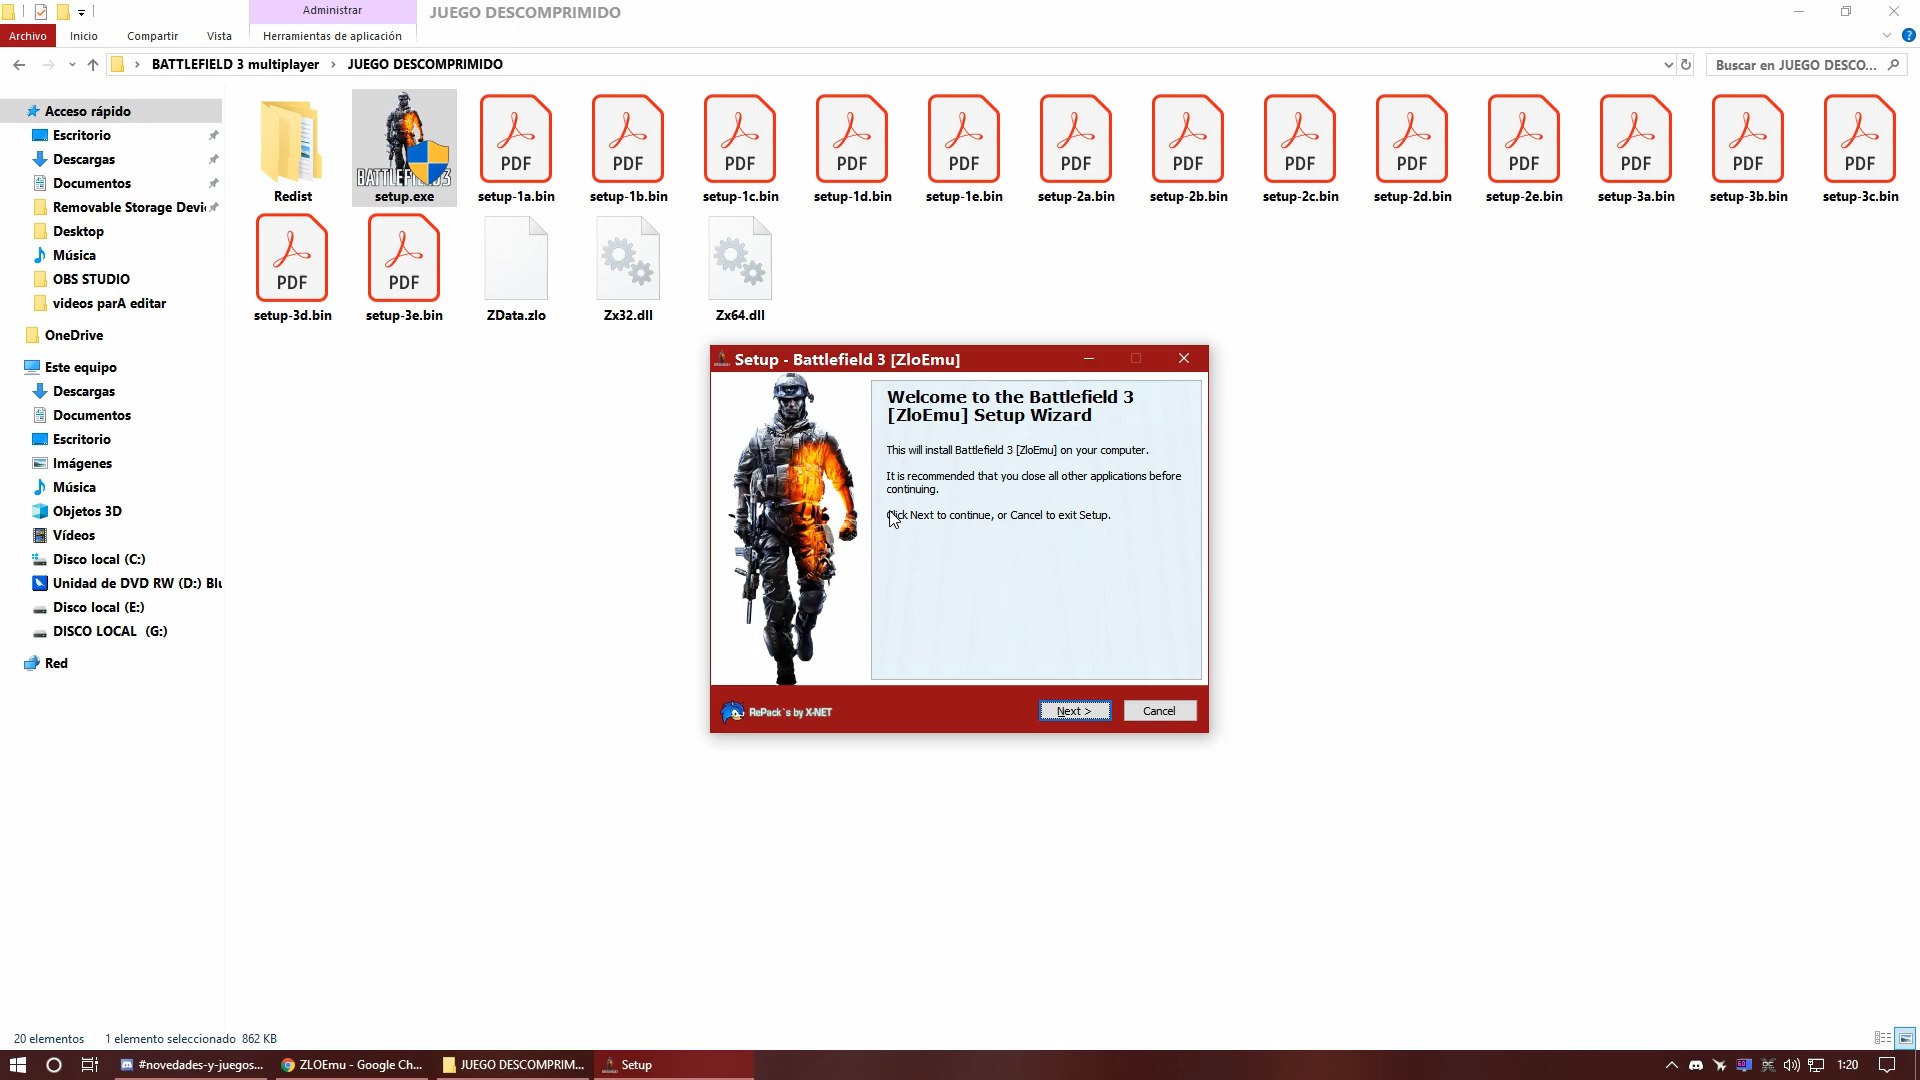 Administrar
JUEGO DESCOMPRIMIDO
Archivo
Inicio
Compartir
Vista
Herramientas de aplicación
BATTLEFIELD 3 multiplayer
JUEGO DESCOMPRIMIDO
Buscar en JUEGO DESCO...
Acceso rápido
Escritorio
Descargas
Documentos
Removable Storage Devi
Desktop
Música
OBS STUDIO
videos parA editar
OneDrive
Este equipo
Descargas
Documentos
Escritorio
Imágenes
Música
Objetos 3D
Vídeos
Disco local (C:)
Unidad de DVD RW (D:) Blu
Disco local (E:)
DISCO LOCAL (G:)
Red
BATTLEFIELD 3
PDF PDF PDF PDF PDF PDF PDF PDF PDF PDF PDF PDF PDF
Redist
setup.exe
setup-1a.bin
setup-1b.bin
setup-1c.bin
setup-1d.bin
setup-1e.bin
setup-2a.bin
setup-2b.bin
setup-2c.bin
setup-2d.bin
setup-2e.bin
setup-3a.bin
setup-3b.bin
setup-3c.bin
PDF PDF
setup-3d.bin
setup-3e.bin
ZData.zlo
Zx32.dll
Zx64.dll
Setup - Battlefield 3 [ZloEmu]
Welcome to the Battlefield 3
[ZloEmu] Setup Wizard
This will install Battlefield 3 [ZloEmu] on your computer.
It is recommended that you close all other applications before
continuing.
Click Next to continue, or Cancel to exit Setup.
RePack`s by X-NET
Next >
Cancel
20 elementos
1 elemento seleccionado 862 KB
#novedades-y-juegos...
ZLOEmu - Google Ch...
JUEGO DESCOMPRIM...
Setup
1:20